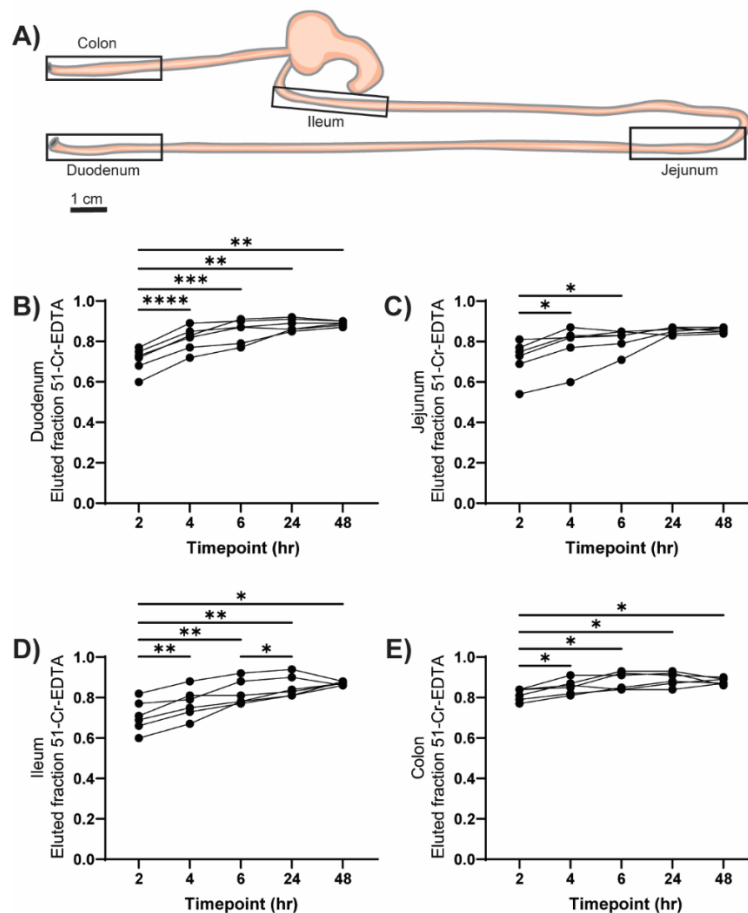 A)
Colon
Ileum
Duodenum
Jejunum
1 cm
B)
**
**
***
****
Duodenum
Eluted fraction 51-Cr-EDTA
1.0
0.8
0.6
0.4
0.2
0.0
2 4 6 24 48
Timepoint (hr)
C)
*
*
Jejunum
Eluted fraction 51-Cr-EDTA
1.0
0.8
0.6
0.4
0.2
0.0
2 4 6 24 48
Timepoint (hr)
D)
*
**
**
** *
Ileum
Eluted fraction 51-Cr-EDTA
1.0
0.8
0.6
0.4
0.2
0.0
2 4 6 24 48
Timepoint (hr)
E)
*
*
*
*
Colon
Eluted fraction 51-Cr-EDTA
1.0
0.8
0.6
0.4
0.2
0.0
2 4 6 24 48
Timepoint (hr)